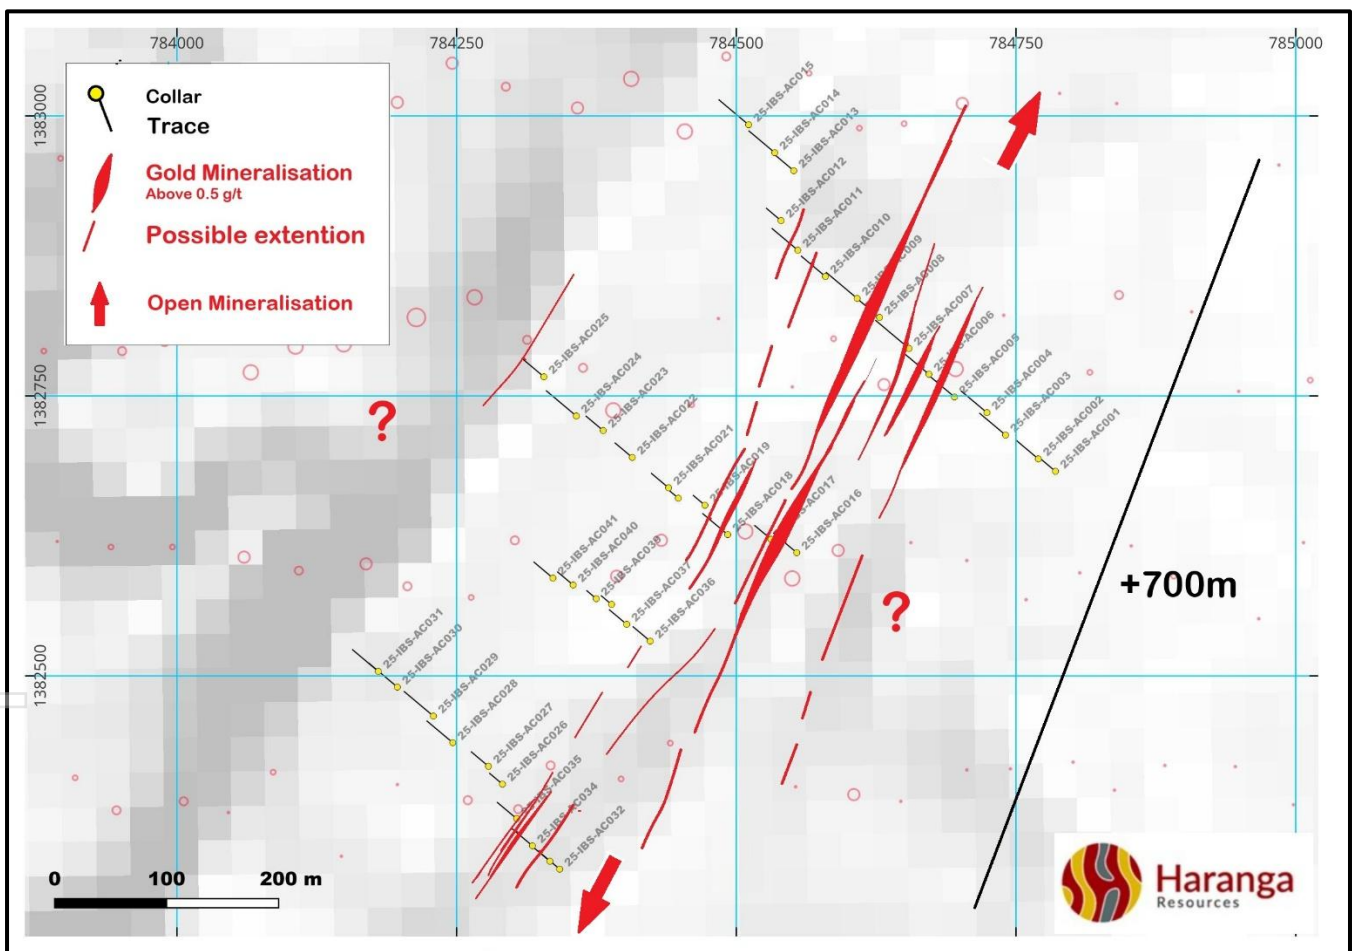 784000
784250
784500
784750
785000
1383000
1382750
1382500
Collar
Trace
Gold Mineralisation
Above 0.5 g/t
Possible extention
Open Mineralisation
25-IBS-AC015
25-IBS-AC014
25-IBS-AC013
25-IBS-AC012
25-IBS-AC011
25-IBS-AC010
25-IBS-AC009
25-IBS-AC008
25-IBS-AC007
25-IBS-AC006
25-IBS-AC005
25-IBS-AC004
25-IBS-AC003
25-IBS-AC002
25-IBS-AC001
25-IBS-AC025
25-IBS-AC024
25-IBS-AC023
25-IBS-AC022
25-IBS-AC021
25-IBS-AC019
25-IBS-AC018
25-IBS-AC017
25-IBS-AC016
25-IBS-AC041
25-IBS-AC040
25-IBS-AC039
25-IBS-AC037
25-IBS-AC036
25-IBS-AC031
25-IBS-AC030
25-IBS-AC029
25-IBS-AC028
25-IBS-AC027
25-IBS-AC026
25-IBS-AC035
25-IBS-AC034
25-IBS-AC032
?
?
+700m
0 100 200 m
Haranga
Resources